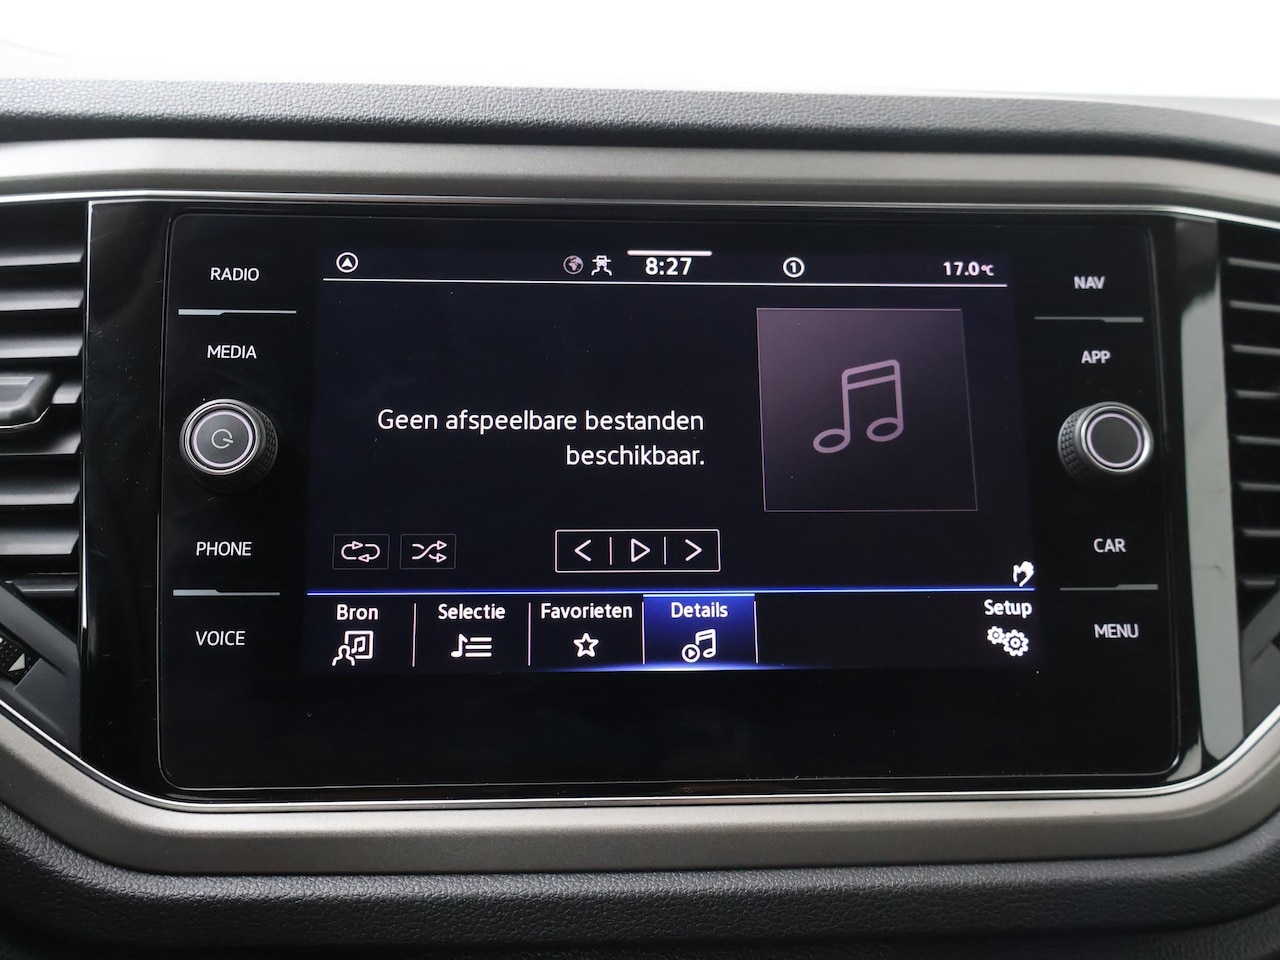 RADIO
MEDIA
PHONE
VOICE
8:27
1
17.0°C
Geen afspeelbare bestanden
beschikbaar.
Bron
Selectie
Favorieten
Details
Setup
NAV
APP
CAR
MENU